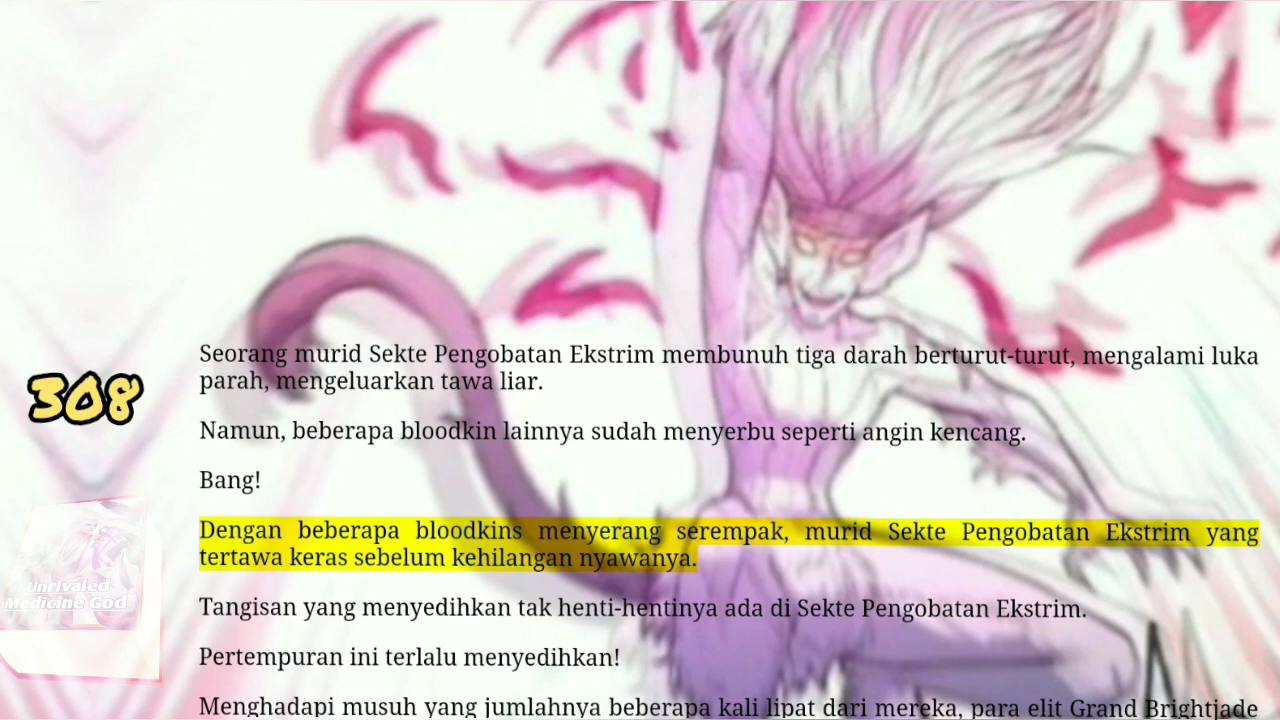 Seorang murid Sekte Pengobatan Ekstrim membunuh tiga darah berturut-turut, mengalami luka
parah, mengeluarkan tawa liar.
308
Namun, beberapa bloodkin lainnya sudah menyerbu seperti angin kencang.
Bang!
Dengan beberapa bloodkins menyerang serempak, murid Sekte Pengobatan Ekstrim yang
tertawa keras sebelum kehilangan nyawanya.
Unrivaled
Medicine God
Tangisan yang menyedihkan tak henti-hentinya ada di Sekte Pengobatan Ekstrim.
Pertempuran ini terlalu menyedihkan!
Menghadapi musuh yang jumlahnya beberapa kali lipat dari mereka, para elit Grand Brightjade